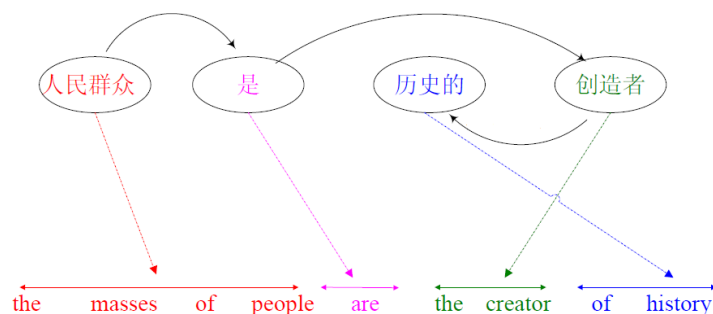 人民群众 是 历史的 创造者
the masses of people are the creator of history